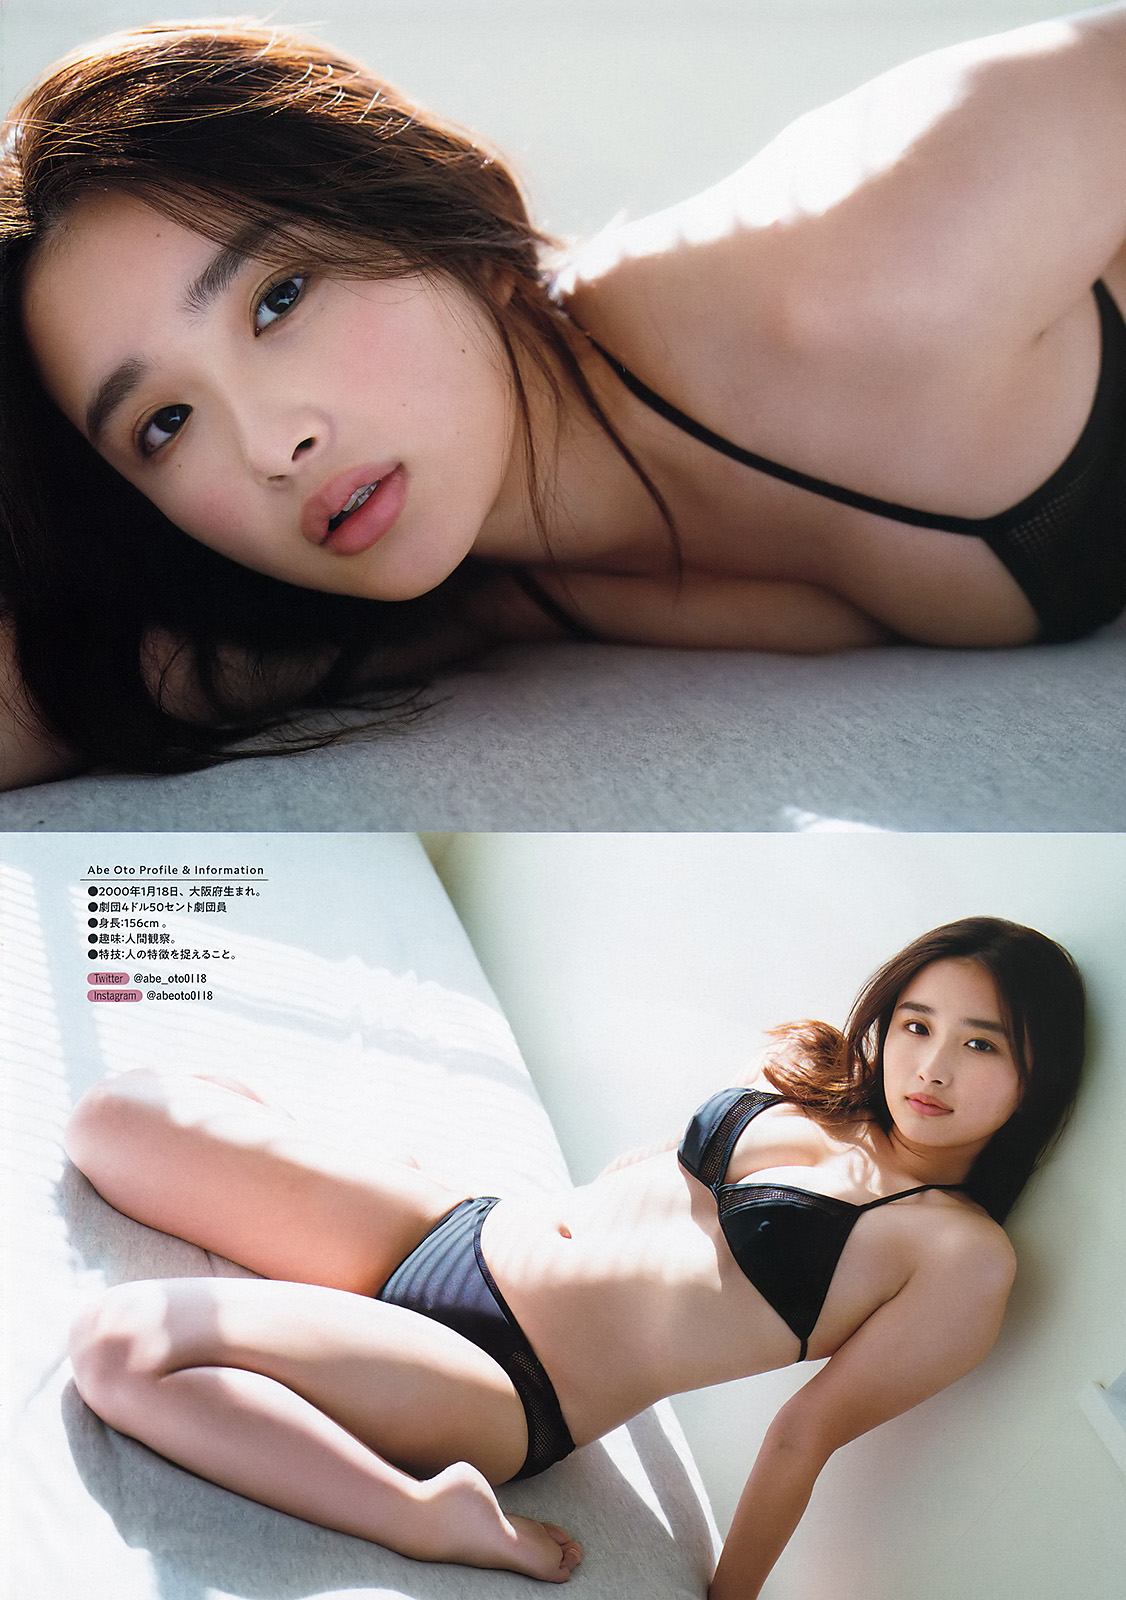 Abe Oto Profile & Information
●2000年1月18日、大阪府生まれ。
●劇団4ドル50セント劇団員
●身長:156cm 。
●趣味:人間観察。
●特技:人の特徴を捉えること。
Twitter @abe_oto0118
Instagram @abeoto0118